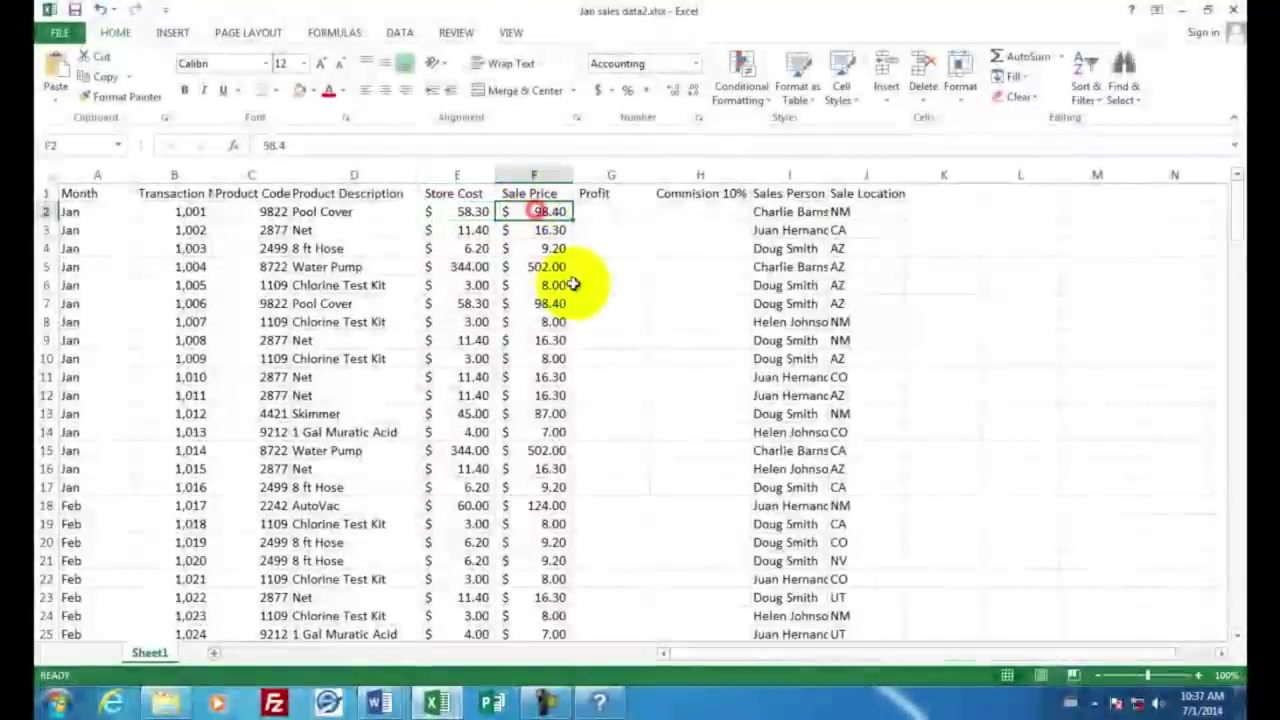 Jan sales data2.xlsx - Excel
?
FILE HOME INSERT PAGE LAYOUT FORMULAS DATA REVIEW VIEW Sign in
Paste Cut Copy Format Painter Clipboard
Calibri 12 B I U Font
Wrap Text Merge & Center Alignment
Accounting $ % Number
Conditional Formatting Format as Table Cell Styles Styles
Insert Delete Format Cells
AutoSum Fill Clear Sort & Filter Find & Select Editing
F2 fx 98.4
A B C D E F G H I J K L M N
1 Month Transaction Product Code Product Description Store Cost Sale Price Profit Commision 10% Sales Person Sale Location
2 Jan 1,001 9822 Pool Cover $ 58.30 $ 98.40 Charlie Barns NM
3 Jan 1,002 2877 Net $ 11.40 $ 16.30 Juan Hernanc CA
4 Jan 1,003 2499 8 ft Hose $ 6.20 $ 9.20 Doug Smith AZ
5 Jan 1,004 8722 Water Pump $ 344.00 $ 502.00 Charlie Barns AZ
6 Jan 1,005 1109 Chlorine Test Kit $ 3.00 $ 8.00 Doug Smith AZ
7 Jan 1,006 9822 Pool Cover $ 58.30 $ 98.40 Doug Smith AZ
8 Jan 1,007 1109 Chlorine Test Kit $ 3.00 $ 8.00 Helen Johnso NM
9 Jan 1,008 2877 Net $ 11.40 $ 16.30 Doug Smith NM
10 Jan 1,009 1109 Chlorine Test Kit $ 3.00 $ 8.00 Doug Smith AZ
11 Jan 1,010 2877 Net $ 11.40 $ 16.30 Juan Hernanc CO
12 Jan 1,011 2877 Net $ 11.40 $ 16.30 Juan Hernanc AZ
13 Jan 1,012 4421 Skimmer $ 45.00 $ 87.00 Doug Smith NM
14 Jan 1,013 9212 1 Gal Muratic Acid $ 4.00 $ 7.00 Helen Johnso CO
15 Jan 1,014 8722 Water Pump $ 344.00 $ 502.00 Charlie Barns CA
16 Jan 1,015 2877 Net $ 11.40 $ 16.30 Helen Johnso AZ
17 Jan 1,016 2499 8 ft Hose $ 6.20 $ 9.20 Doug Smith CA
18 Feb 1,017 2242 AutoVac $ 60.00 $ 124.00 Juan Hernanc NM
19 Feb 1,018 1109 Chlorine Test Kit $ 3.00 $ 8.00 Doug Smith CA
20 Feb 1,019 2499 8 ft Hose $ 6.20 $ 9.20 Doug Smith CO
21 Feb 1,020 2499 8 ft Hose $ 6.20 $ 9.20 Doug Smith NV
22 Feb 1,021 1109 Chlorine Test Kit $ 3.00 $ 8.00 Juan Hernanc CO
23 Feb 1,022 2877 Net $ 11.40 $ 16.30 Doug Smith UT
24 Feb 1,023 1109 Chlorine Test Kit $ 3.00 $ 8.00 Helen Johnso NM
25 Feb 1,024 9212 1 Gal Muratic Acid $ 4.00 $ 7.00 Juan Hernanc UT
Sheet1
READY 100%
10:37 AM
7/1/2014